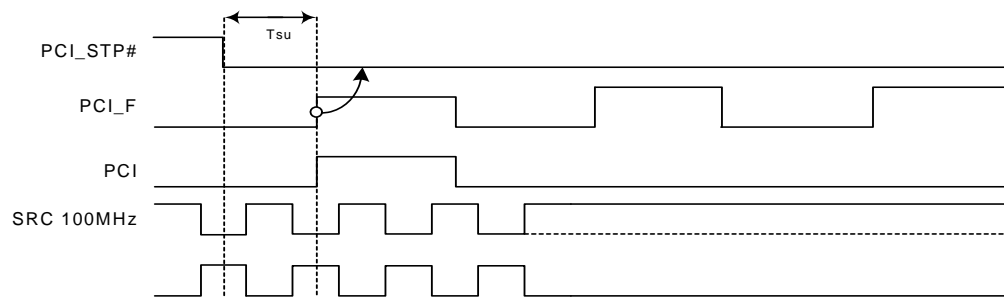 Tsu
PCI_STP#
PCI_F
PCI
SRC 100MHz